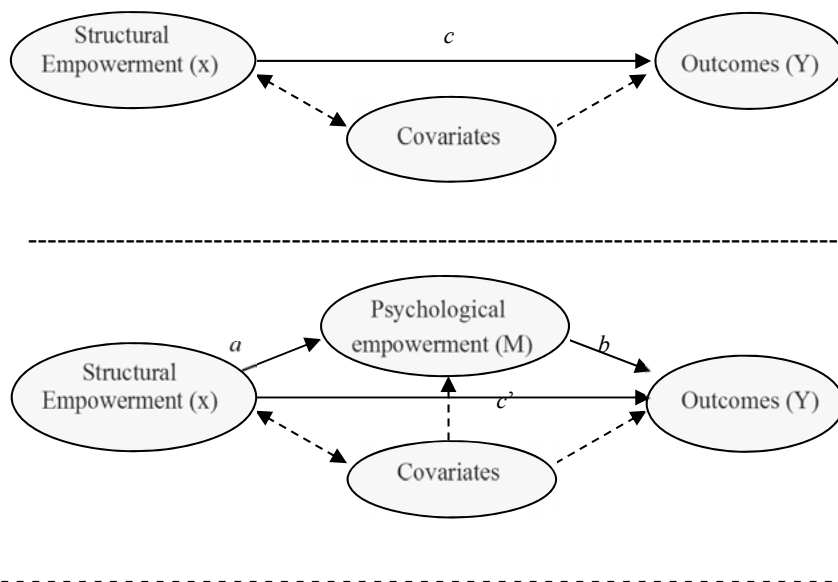 Structural
Empowerment (x)
c
Outcomes (Y)
Covariates
Psychological
empowerment (M)
a
b
Structural
Empowerment (x)
c’
Outcomes (Y)
Covariates